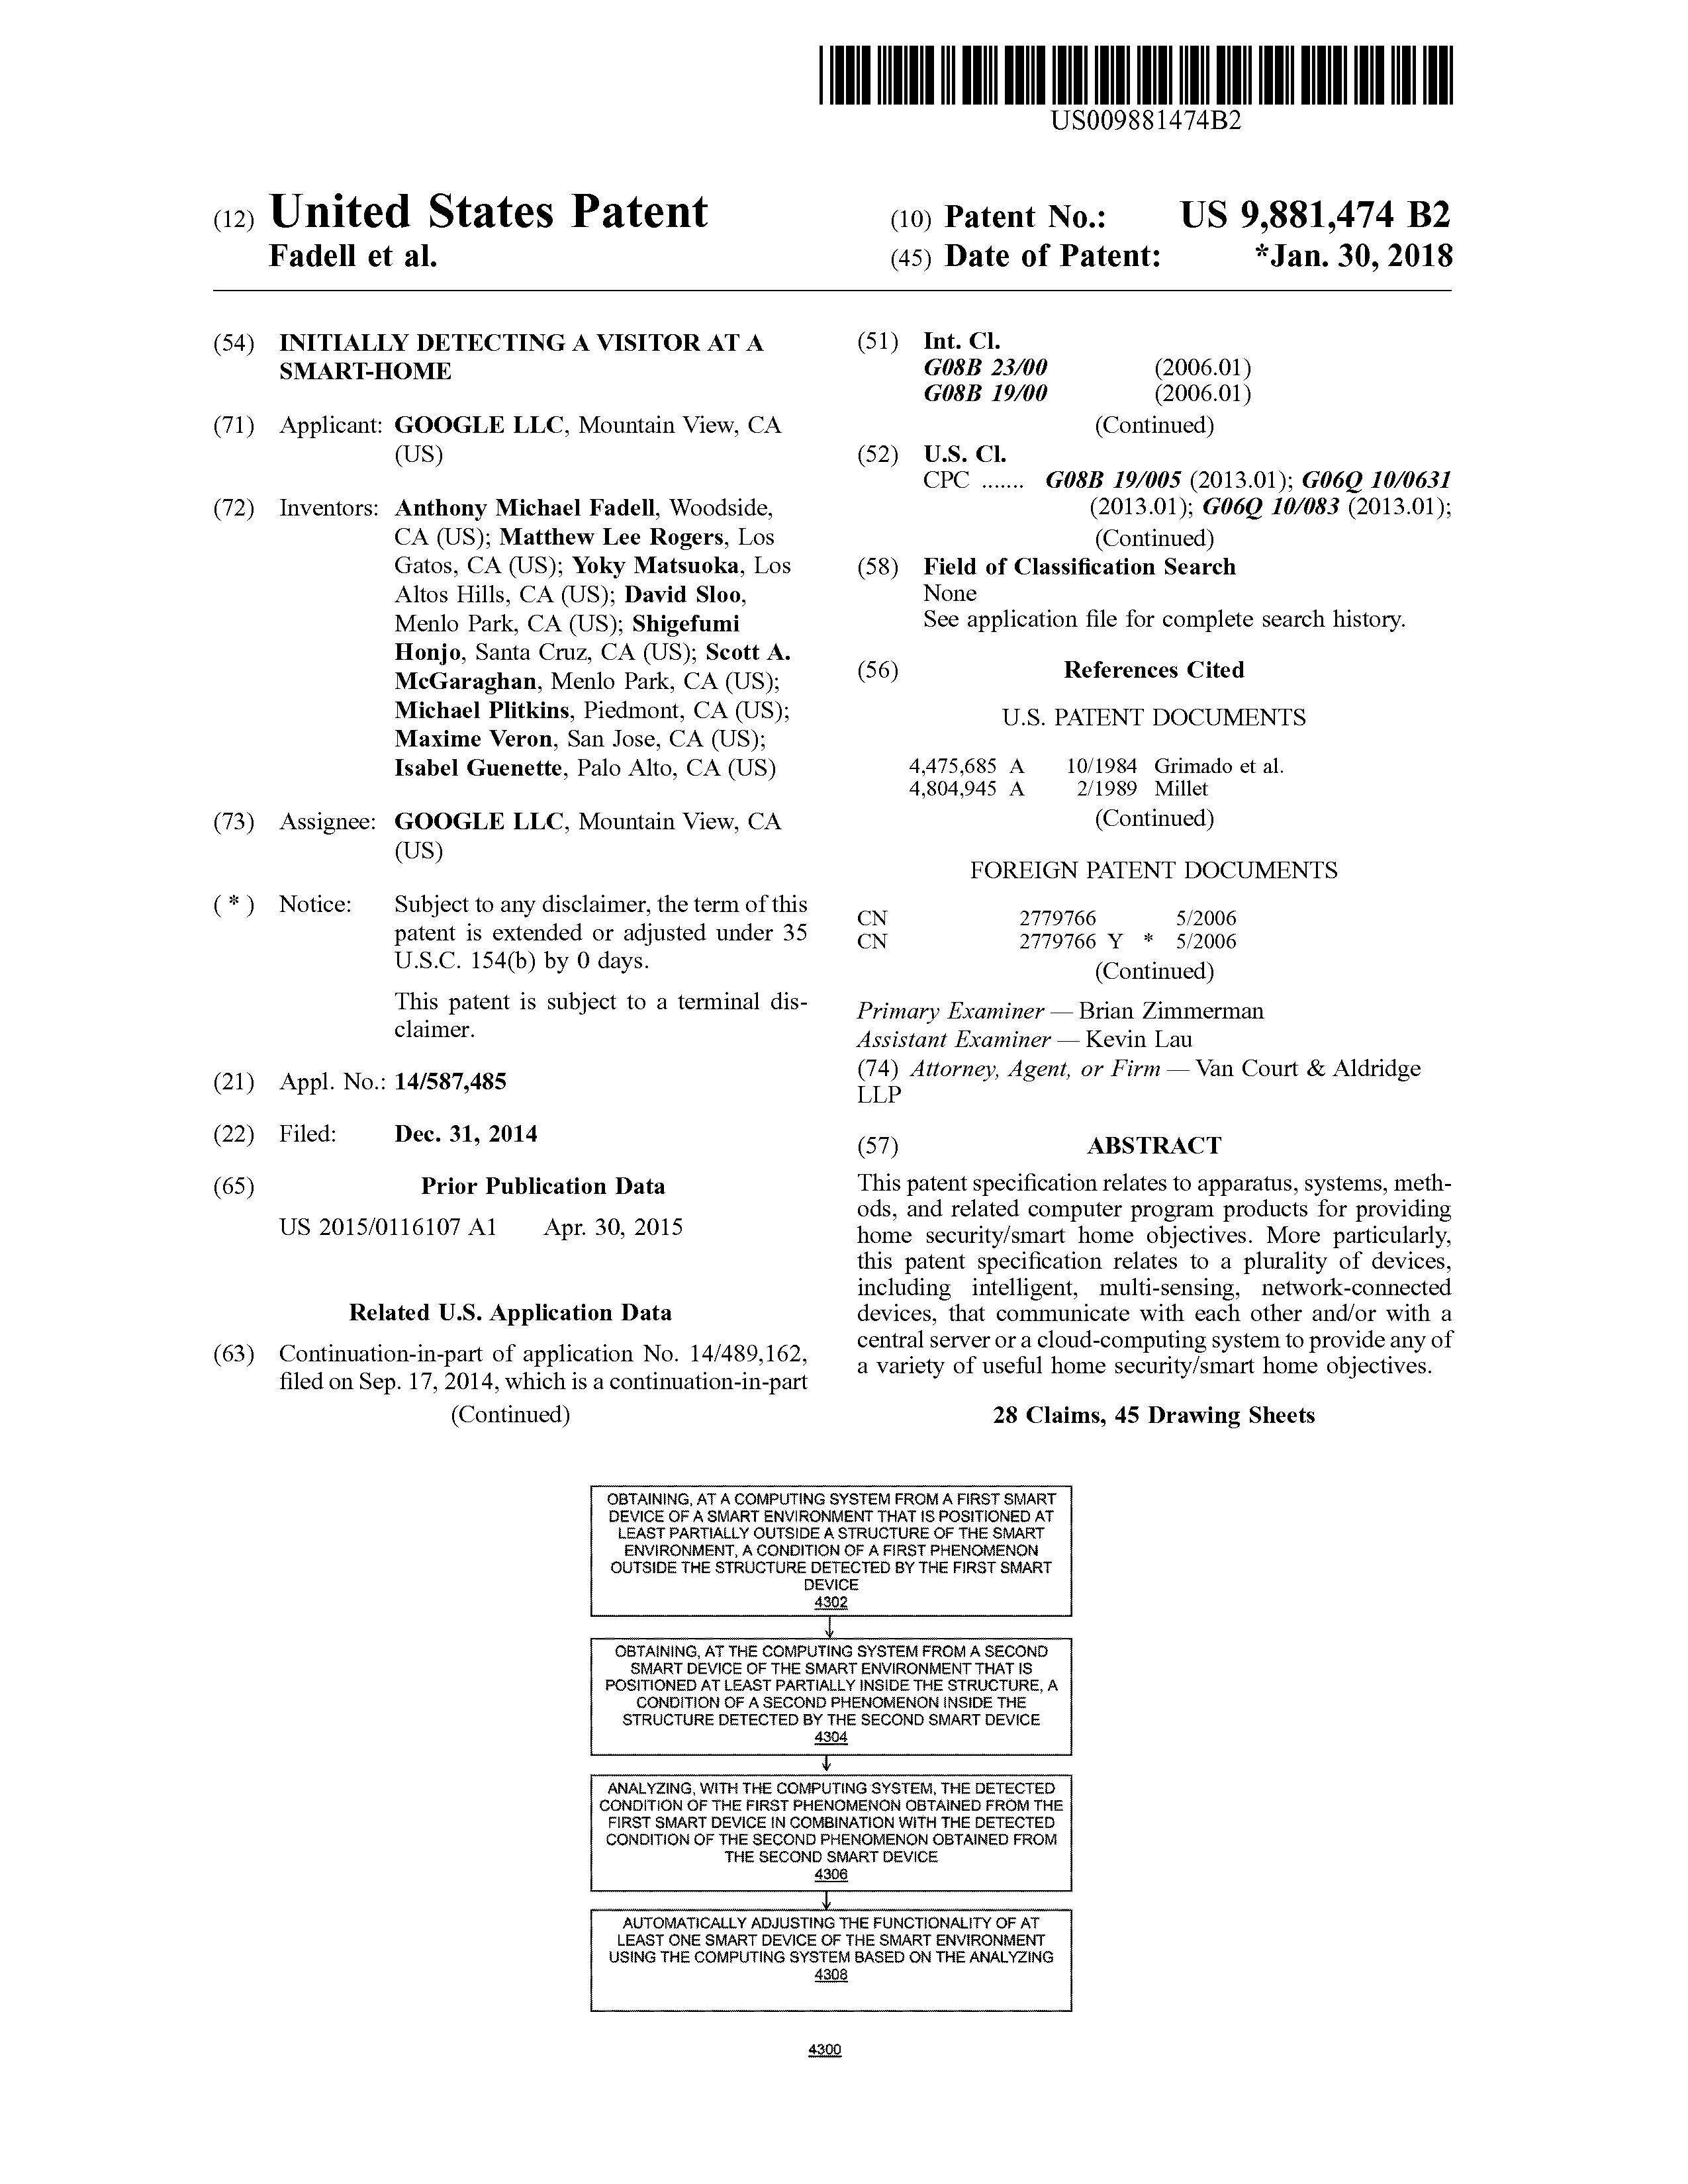 US009881474B2
(12) United States Patent
Fadell et al.
(10) Patent No.: US 9,881,474 B2
(45) Date of Patent: *Jan. 30, 2018
(54) INITIALLY DETECTING A VISITOR AT A
SMART-HOME
(71) Applicant: GOOGLE LLC, Mountain View, CA
(US)
(72) Inventors: Anthony Michael Fadell, Woodside,
CA (US); Matthew Lee Rogers, Los
Gatos, CA (US); Yoky Matsuoka, Los
Altos Hills, CA (US); David Sloo,
Menlo Park, CA (US); Shigefumi
Honjo, Santa Cruz, CA (US); Scott A.
McGaraghan, Menlo Park, CA (US);
Michael Plitkins, Piedmont, CA (US);
Maxime Veron, San Jose, CA (US);
Isabel Guenette, Palo Alto, CA (US)
(73) Assignee: GOOGLE LLC, Mountain View, CA
(US)
( * ) Notice: Subject to any disclaimer, the term of this
patent is extended or adjusted under 35
U.S.C. 154(b) by 0 days.
This patent is subject to a terminal dis-
claimer.
(21) Appl. No.: 14/587,485
(22) Filed: Dec. 31, 2014
(65) Prior Publication Data
US 2015/0116107 A1 Apr. 30, 2015
Related U.S. Application Data
(63) Continuation-in-part of application No. 14/489,162,
filed on Sep. 17, 2014, which is a continuation-in-part
(Continued)
(51) Int. Cl.
G08B 23/00 (2006.01)
G08B 19/00 (2006.01)
(Continued)
(52) U.S. Cl.
CPC ....... G08B 19/005 (2013.01); G06Q 10/0631
(2013.01); G06Q 10/083 (2013.01);
(Continued)
(58) Field of Classification Search
None
See application file for complete search history.
(56) References Cited
U.S. PATENT DOCUMENTS
4,475,685 A 10/1984 Grimado et al.
4,804,945 A 2/1989 Millet
(Continued)
FOREIGN PATENT DOCUMENTS
CN 2779766 5/2006
CN 2779766 Y * 5/2006
(Continued)
Primary Examiner — Brian Zimmerman
Assistant Examiner — Kevin Lau
(74) Attorney, Agent, or Firm — Van Court & Aldridge
LLP
(57) ABSTRACT
This patent specification relates to apparatus, systems, meth-
ods, and related computer program products for providing
home security/smart home objectives. More particularly,
this patent specification relates to a plurality of devices,
including intelligent, multi-sensing, network-connected
devices, that communicate with each other and/or with a
central server or a cloud-computing system to provide any of
a variety of useful home security/smart home objectives.
28 Claims, 45 Drawing Sheets
OBTAINING, AT A COMPUTING SYSTEM FROM A FIRST SMART
DEVICE OF A SMART ENVIRONMENT THAT IS POSITIONED AT
LEAST PARTIALLY OUTSIDE A STRUCTURE OF THE SMART
ENVIRONMENT, A CONDITION OF A FIRST PHENOMENON
OUTSIDE THE STRUCTURE DETECTED BY THE FIRST SMART
DEVICE
4302
OBTAINING, AT THE COMPUTING SYSTEM FROM A SECOND
SMART DEVICE OF THE SMART ENVIRONMENT THAT IS
POSITIONED AT LEAST PARTIALLY INSIDE THE STRUCTURE, A
CONDITION OF A SECOND PHENOMENON INSIDE THE
STRUCTURE DETECTED BY THE SECOND SMART DEVICE
4304
ANALYZING, WITH THE COMPUTING SYSTEM, THE DETECTED
CONDITION OF THE FIRST PHENOMENON OBTAINED FROM THE
FIRST SMART DEVICE IN COMBINATION WITH THE DETECTED
CONDITION OF THE SECOND PHENOMENON OBTAINED FROM
THE SECOND SMART DEVICE
4306
AUTOMATICALLY ADJUSTING THE FUNCTIONALITY OF AT
LEAST ONE SMART DEVICE OF THE SMART ENVIRONMENT
USING THE COMPUTING SYSTEM BASED ON THE ANALYZING
4308
4300